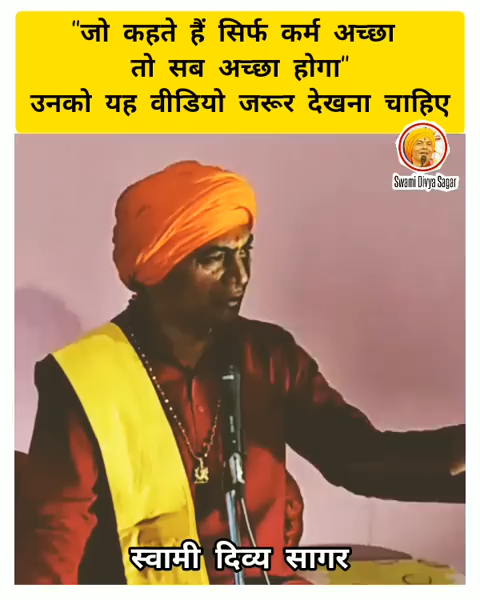 "जो कहते हैं सिर्फ कर्म अच्छा
तो सब अच्छा होगा"
उनको यह वीडियो जरूर देखना चाहिए
Swami Divya Sagar
स्वामी दिव्य सागर